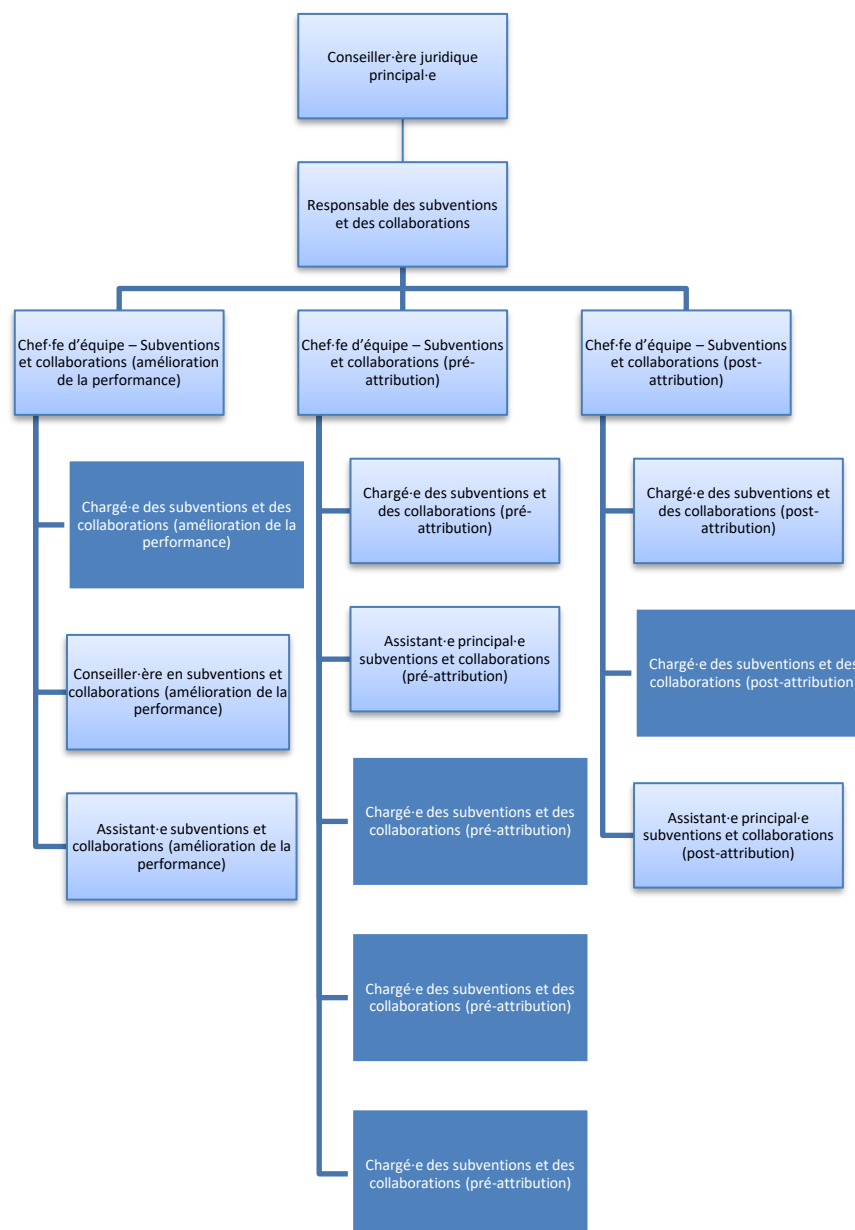 Conseiller·ère juridique
principal·e
Responsable des subventions
et des collaborations
Chef·fe d’équipe – Subventions
et collaborations (amélioration
de la performance)
Chef·fe d’équipe – Subventions
et collaborations (pré-
attribution)
Chef·fe d’équipe – Subventions
et collaborations (post-
attribution)
Chargé·e des subventions et des
collaborations (amélioration de la
performance)
Conseiller·ère en subventions et
collaborations (amélioration de la
performance)
Assistant·e subventions et
collaborations (amélioration de la
performance)
Chargé·e des subventions et
des collaborations (pré-
attribution)
Assistant·e principal·e
subventions et collaborations
(pré-attribution)
Chargé·e des subventions et des
collaborations (pré-attribution)
Chargé·e des subventions et des
collaborations (pré-attribution)
Chargé·e des subventions et des
collaborations (pré-attribution)
Chargé·e des subventions et
des collaborations (post-
attribution)
Chargé·e des subventions et des
collaborations (post-attribution
Assistant·e principal·e
subventions et collaborations
(post-attribution)